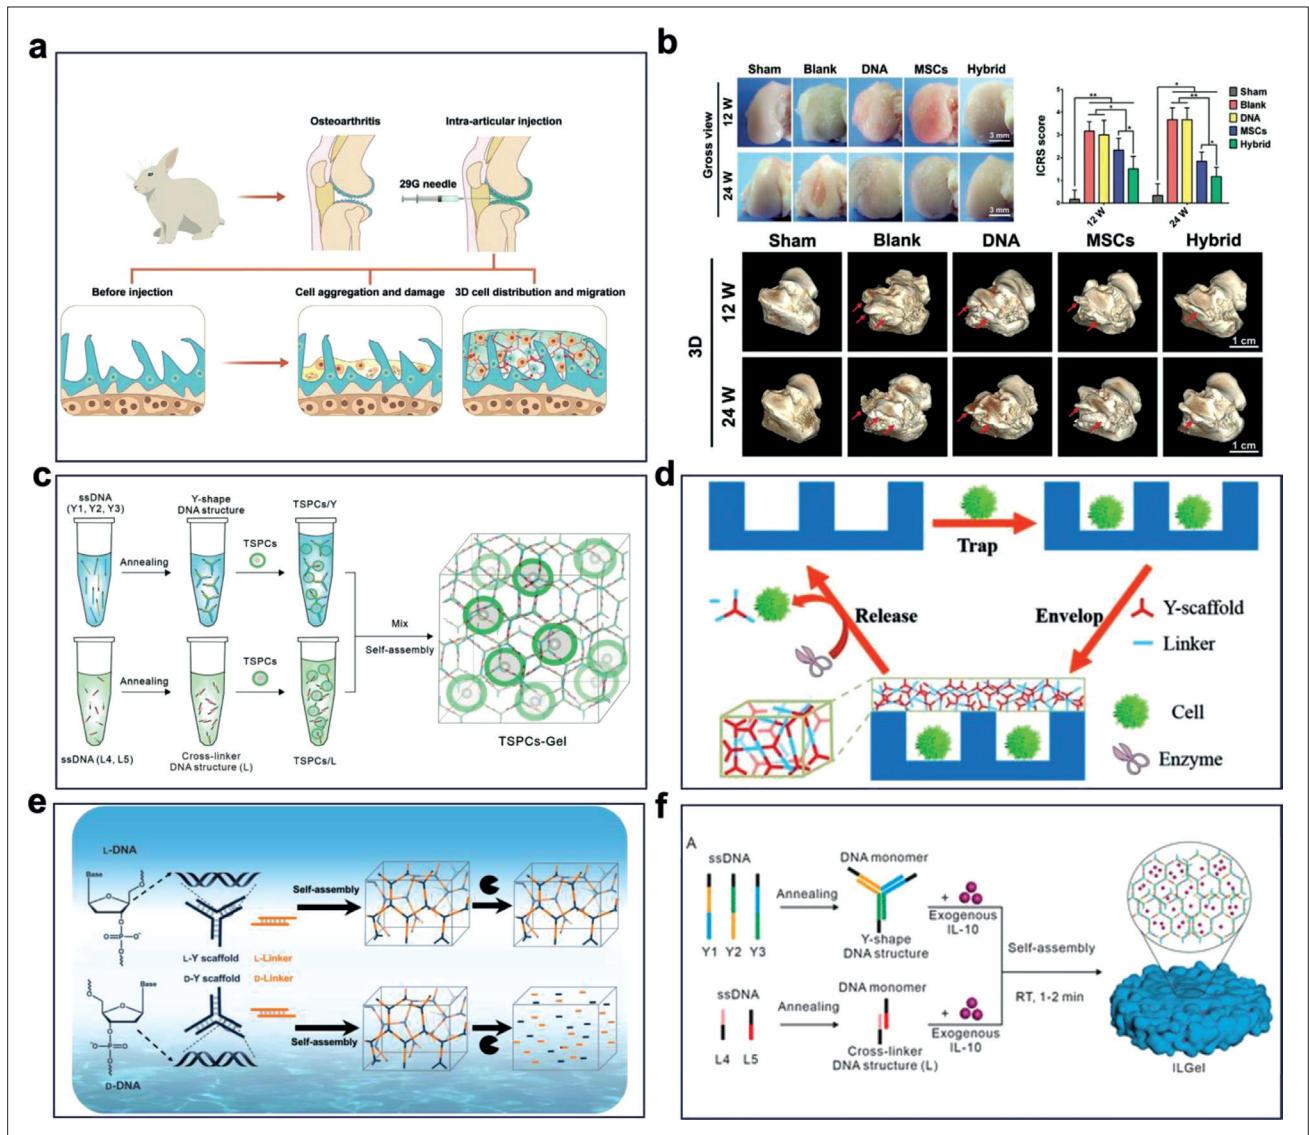 a
Osteoarthritis
Intra-articular injection
29G needle
Before injection
Cell aggregation and damage
3D cell distribution and migration
b
Sham Blank DNA MSCs Hybrid
Gross view
12 W
3 mm
24 W
3 mm
ICRS score
5
4
3
2
1
0
** * *
* ** *
12 W
24 W
Sham
Blank
DNA
MSCs
Hybrid
Sham Blank DNA MSCs Hybrid
3D
12 W
1 cm
24 W
1 cm
c
ssDNA
(Y1, Y2, Y3)
Y-shape
DNA structure
TSPCs/Y
Annealing
TSPCs
Mix
Self-assembly
Annealing
TSPCs
ssDNA (L4, L5)
Cross-linker
DNA structure (L)
TSPCs/L
TSPCs-Gel
d
Trap
Release
Envelop
Y-scaffold
Linker
Cell
Enzyme
e
L-DNA
Base
O
O
O
P
O⁻
O
L-Y scaffold L-Linker
Self-assembly
D-Y scaffold D-Linker
Self-assembly
O
O
Base
O
⁻O
P
O
O
D-DNA
f
A
ssDNA
Y1 Y2 Y3
Annealing
DNA monomer
Y-shape
DNA structure
+
Exogenous
IL-10
Self-assembly
RT, 1-2 min
ssDNA
L4 L5
Annealing
DNA monomer
Cross-linker
DNA structure (L)
+
Exogenous
IL-10
ILGel